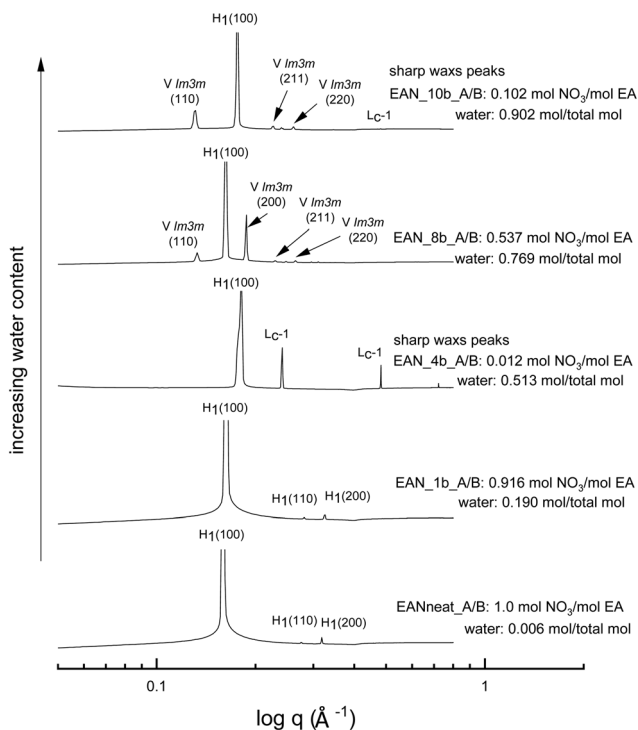 H1(100)
V Im3m
(110)
V Im3m
(211)
V Im3m
(220)
Lc-1
sharp waxs peaks
EAN_10b_A/B: 0.102 mol NO3/mol EA
water: 0.902 mol/total mol
H1(100)
V Im3m
(110)
V Im3m
(200)
V Im3m
(211)
V Im3m
(220)
EAN_8b_A/B: 0.537 mol NO3/mol EA
water: 0.769 mol/total mol
H1(100)
Lc-1
Lc-1
sharp waxs peaks
EAN_4b_A/B: 0.012 mol NO3/mol EA
water: 0.513 mol/total mol
H1(100)
H1(110)
H1(200)
EAN_1b_A/B: 0.916 mol NO3/mol EA
water: 0.190 mol/total mol
H1(100)
H1(110)
H1(200)
EANneat_A/B: 1.0 mol NO3/mol EA
water: 0.006 mol/total mol
increasing water content
0.1
1
log q (Å -1)